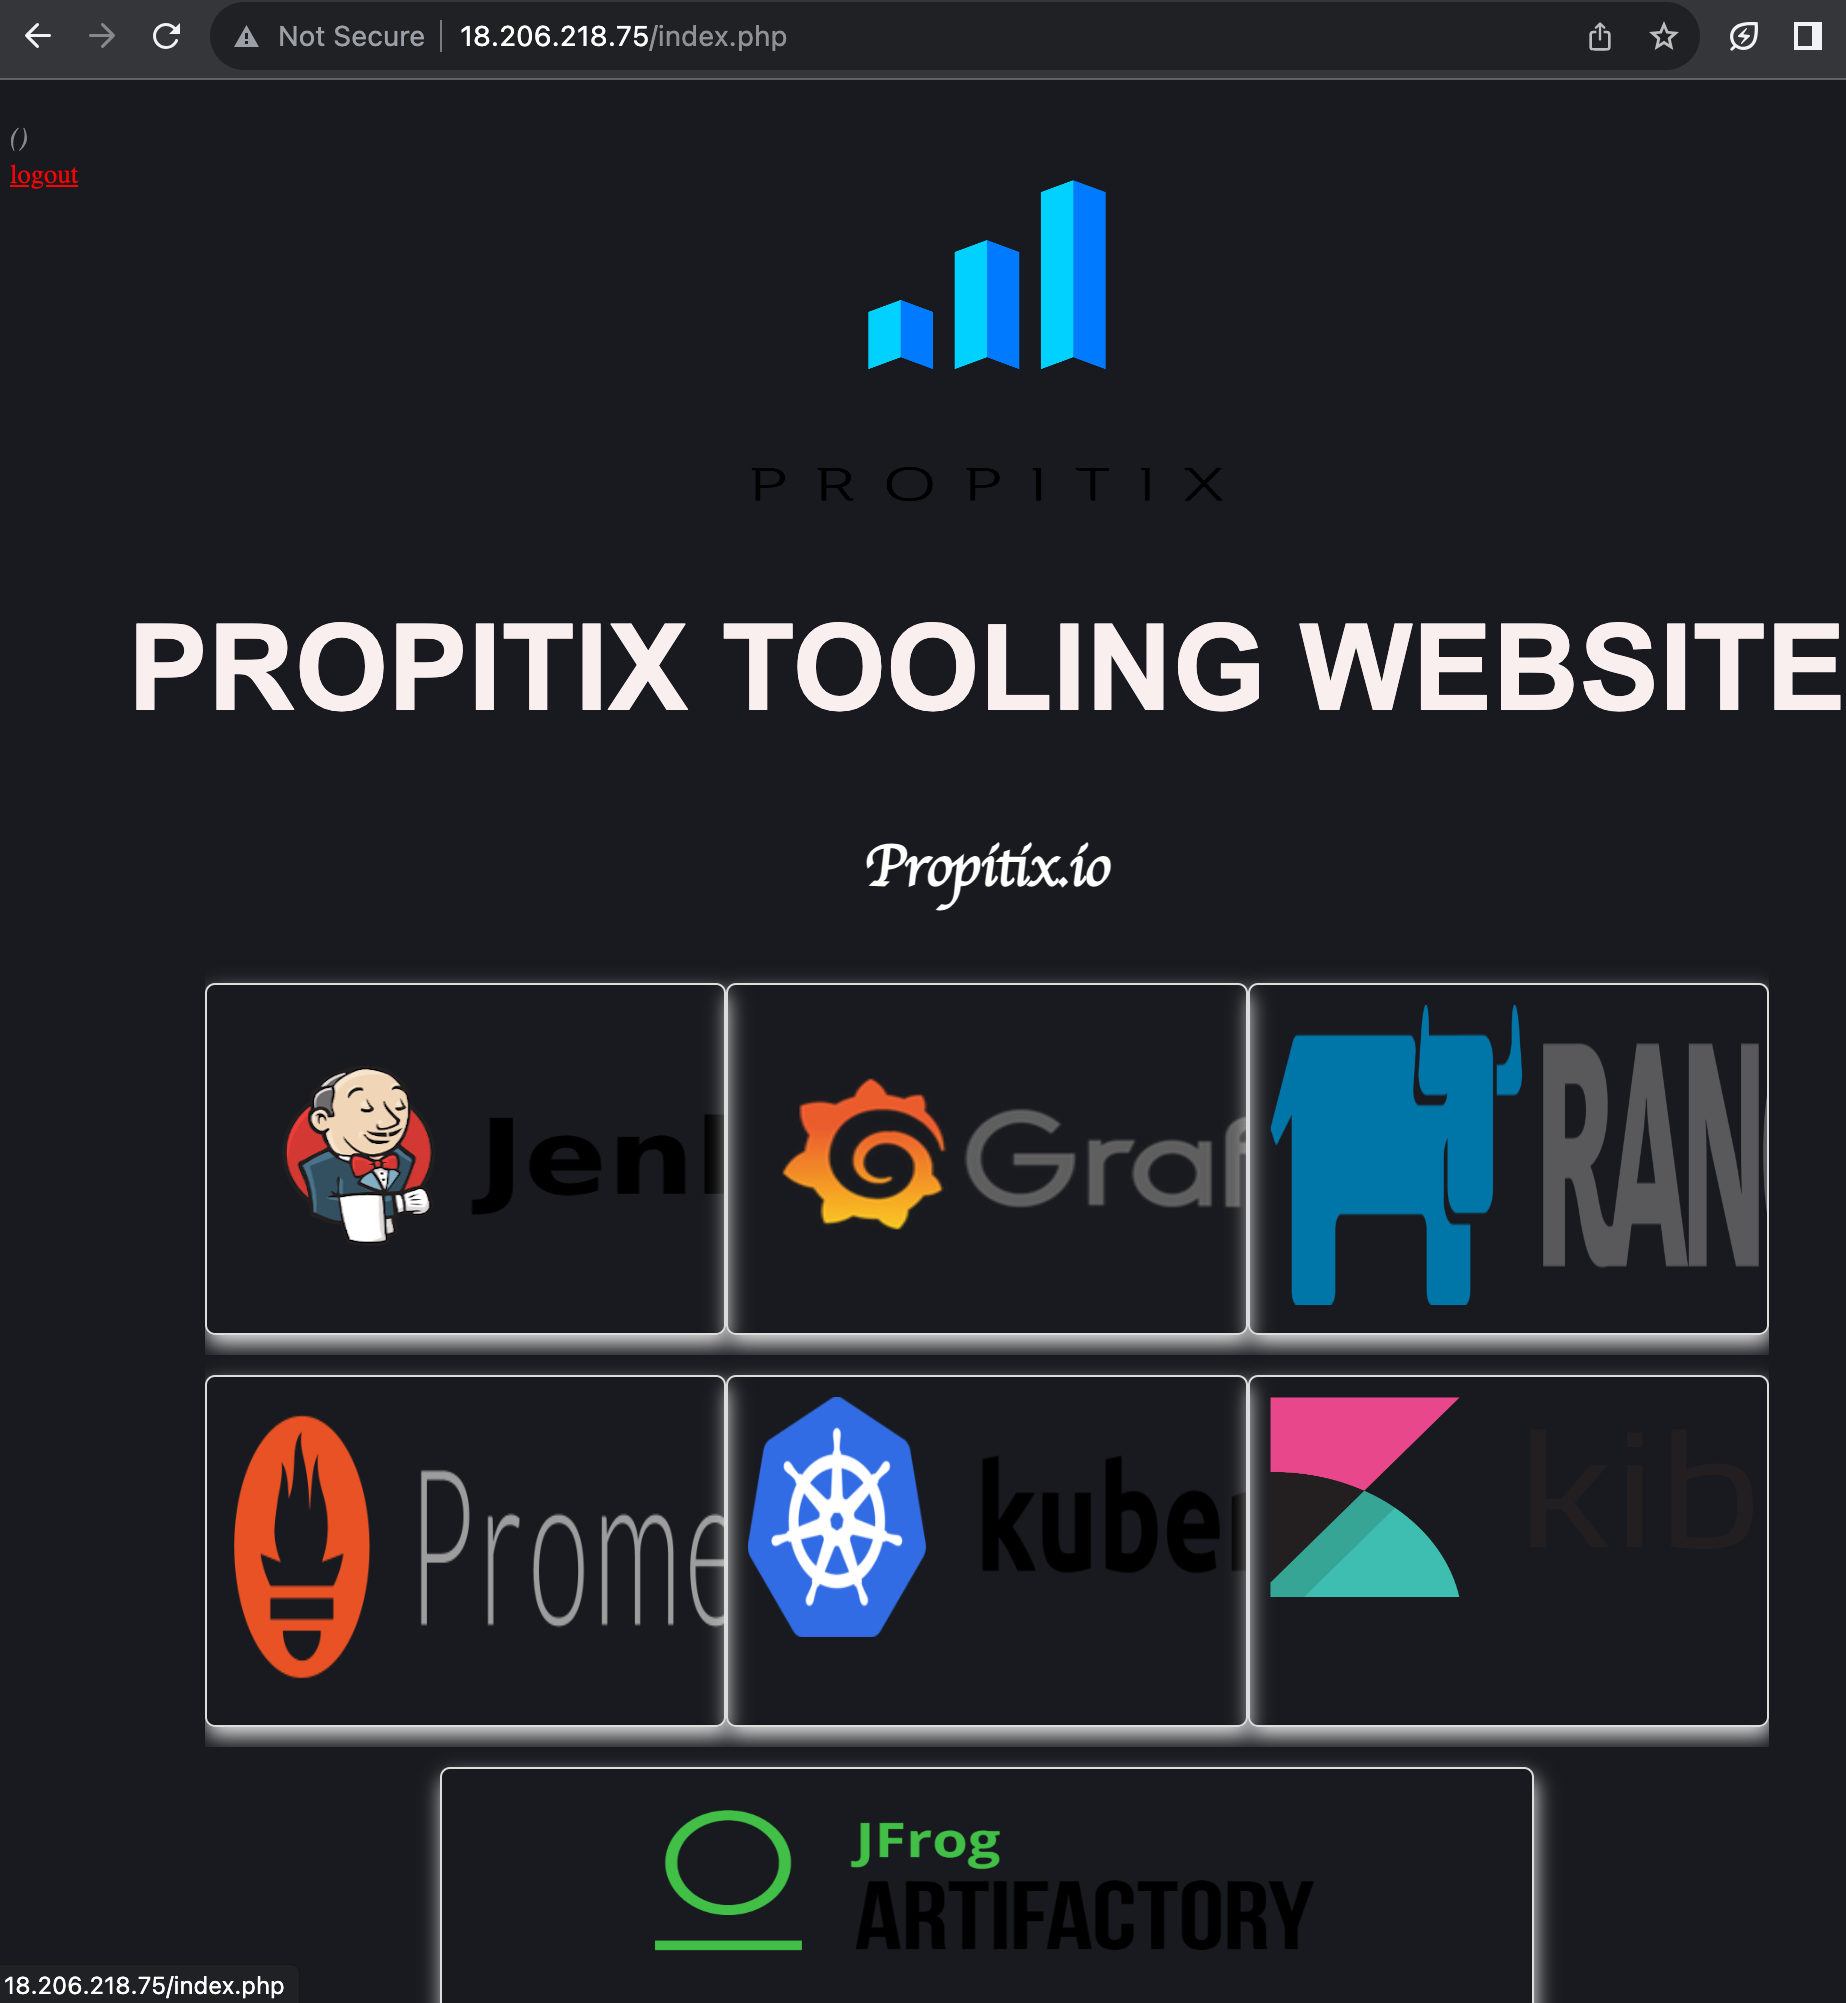 Not Secure 18.206.218.75/index.php
()
logout
PROPITIX
PROPITIX TOOLING WEBSITE
Propitix.io
Jen
Graf
RAN
Prome
kuber
kib
JFrog
ARTIFACTORY
18.206.218.75/index.php